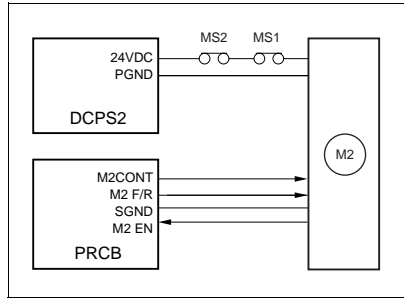 MS2 MS1
24VDC
PGND
DCPS2
M2
M2CONT
M2 F/R
SGND
M2 EN
PRCB